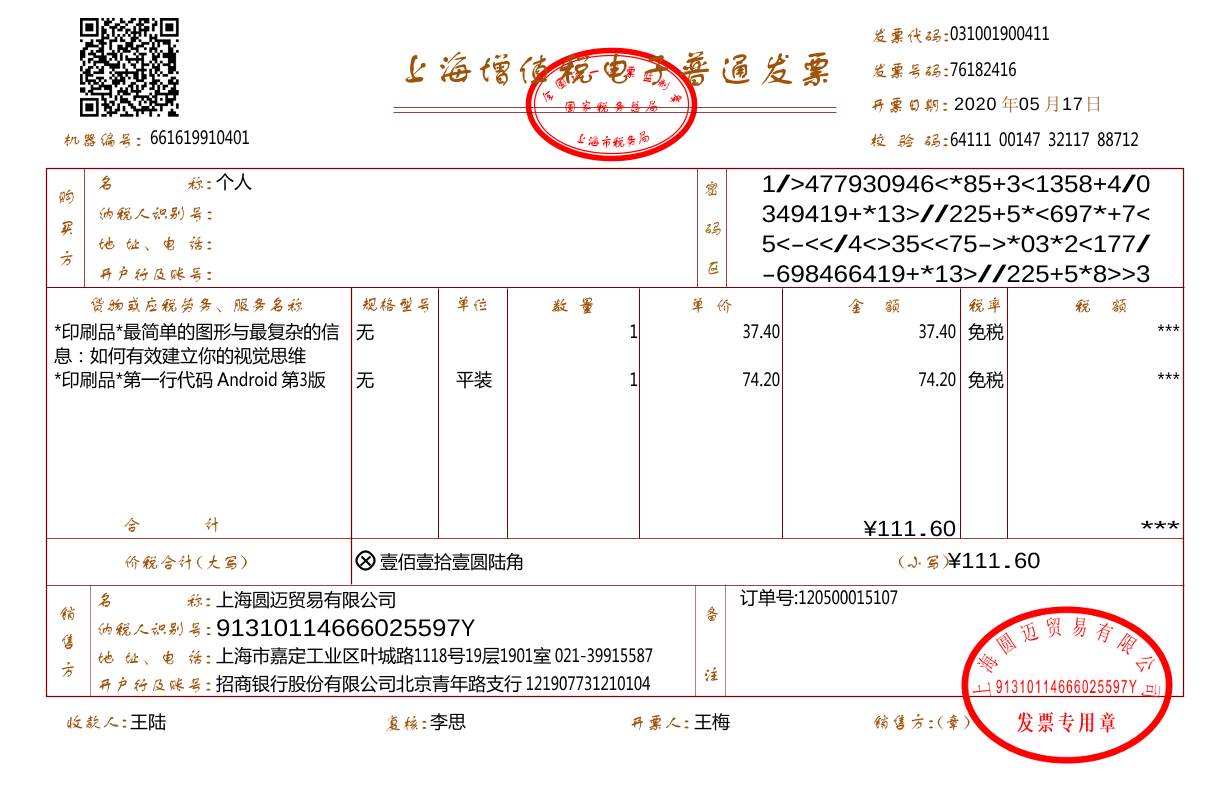 上海增值税电子普通发票
全国统一发票监制章
国家税务总局
上海市税务局
机器编号: 661619910401
发票代码:031001900411
发票号码:76182416
开票日期: 2020 年05 月17日
校 验 码:64111 00147 32117 88712
购买方
名 称:个人
纳税人识别号:
地 址、电 话:
开户行及账号:
密码区
1/>477930946<*85+3<1358+4/0
349419+*13>//225+5*<697*+7<
5<-<</4<>35<<75->*03*2<177/
-698466419+*13>//225+5*8>>3
货物或应税劳务、服务名称 规格型号 单位 数 量 单 价 金 额 税率 税 额
*印刷品*最简单的图形与最复杂的信 无 1 37.40 37.40 免税 ***
息：如何有效建立你的视觉思维
*印刷品*第一行代码 Android 第3版 无 平装 1 74.20 74.20 免税 ***
合 计 ¥111.60 ***
价税合计(大写) ⊗壹佰壹拾壹圆陆角 (小写)¥111.60
销售方
名 称:上海圆迈贸易有限公司
纳税人识别号:91310114666025597Y
地 址、电 话:上海市嘉定工业区叶城路1118号19层1901室 021-39915587
开户行及账号:招商银行股份有限公司北京青年路支行 121907731210104
备注
订单号:120500015107
上海圆迈贸易有限公司
91310114666025597Y
发票专用章
收款人:王陆 复核:李思 开票人:王梅 销售方:(章)